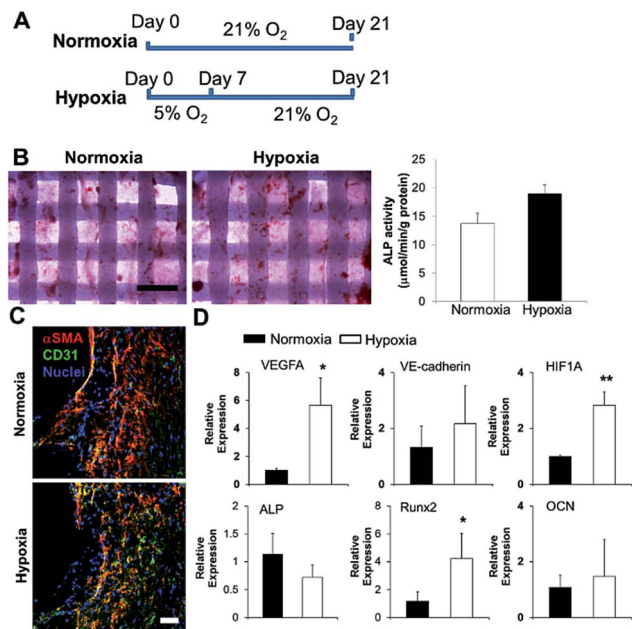 A
Day 0 21% O₂ Day 21
Normoxia
Day 0 Day 7 Day 21
Hypoxia
5% O₂ 21% O₂
B
Normoxia Hypoxia
ALP activity
(μmol/min/g protein)
25
20
15
10
5
0
Normoxia Hypoxia
C
αSMA
CD31
Nuclei
Normoxia
Hypoxia
D
Normoxia Hypoxia
VEGFA
*
Relative
Expression
8
6
4
2
0
VE-cadherin
Relative
Expression
4
2
0
HIF1A
**
Relative
Expression
4
2
0
ALP
Relative
Expression
2
1.5
1
0.5
0
Runx2
*
Relative
Expression
8
6
4
2
0
OCN
Relative
Expression
4
2
0